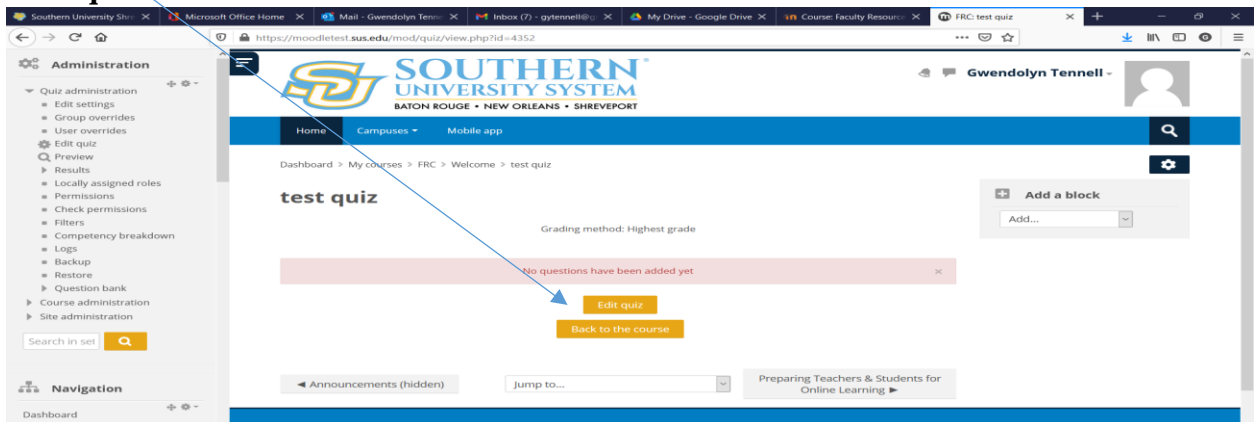 Southern University Shre
Microsoft Office Home
Mail - Gwendolyn Tenne
Inbox (7) - gytennell@g
My Drive - Google Drive
Course: Faculty Resource
FRC: test quiz
https://moodletest.sus.edu/mod/quiz/view.php?id=4352
Administration
Quiz administration
Edit settings
Group overrides
User overrides
Edit quiz
Preview
Results
Locally assigned roles
Permissions
Check permissions
Filters
Competency breakdown
Logs
Backup
Restore
Question bank
Course administration
Site administration
Search in set
Navigation
Dashboard
SU
SOUTHERN
UNIVERSITY SYSTEM
BATON ROUGE • NEW ORLEANS • SHREVEPORT
Gwendolyn Tennell
Home Campuses Mobile app
Dashboard > My courses > FRC > Welcome > test quiz
test quiz
Grading method: Highest grade
No questions have been added yet
Edit quiz
Back to the course
◄ Announcements (hidden)
Jump to...
Preparing Teachers & Students for
Online Learning ►
Add a block
Add...